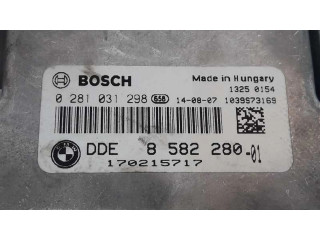 BOSCH
Made in Hungary
1325 0154
0 281 031 298 658 14-08-07 1039S73169
DDE 8 582 280-01
170215717